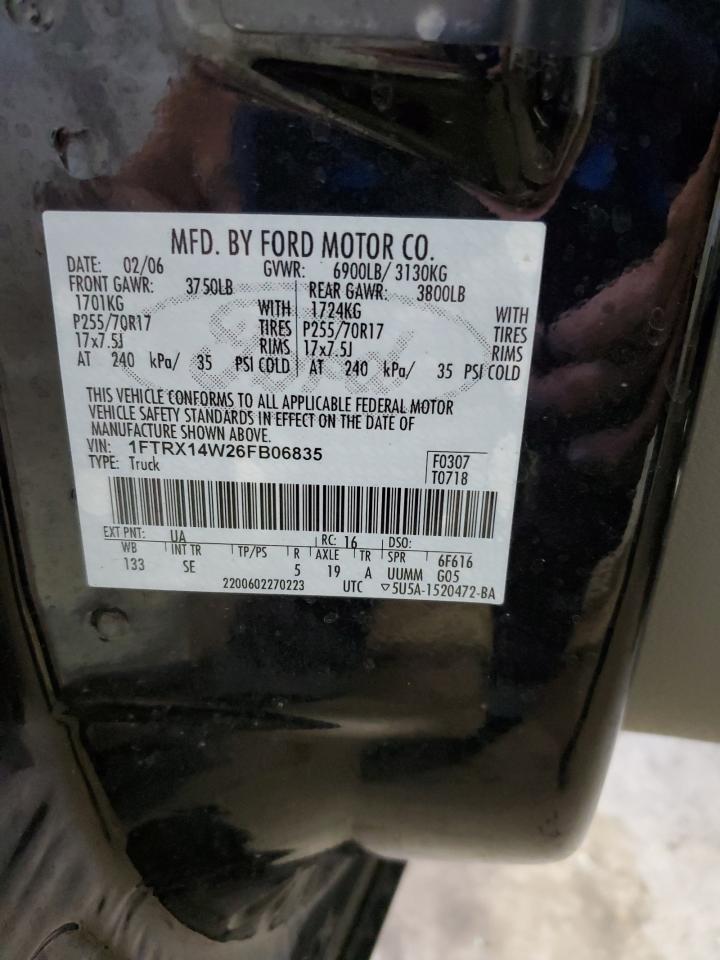 MFD. BY FORD MOTOR CO.
DATE: 02/06 GVWR: 6900LB/ 3130KG
FRONT GAWR: 3750LB REAR GAWR: 3800LB
1701KG WITH 1724KG WITH
P255/70R17 TIRES P255/70R17 TIRES
17x7.5J RIMS 17x7.5J RIMS
AT 240 kPa/ 35 PSI COLD AT 240 kPa/ 35 PSI COLD
Ford
THIS VEHICLE CONFORMS TO ALL APPLICABLE FEDERAL MOTOR
VEHICLE SAFETY STANDARDS IN EFFECT ON THE DATE OF
MANUFACTURE SHOWN ABOVE.
VIN: 1FTRX14W26FB06835
TYPE: Truck
F0307
T0718
EXT PNT: UA RC: 16 DSO:
WB INT TR TP/PS R AXLE TR SPR 6F616
133 SE 5 19 A UUMM G05
2200602270223 UTC ▽5U5A-1520472-BA